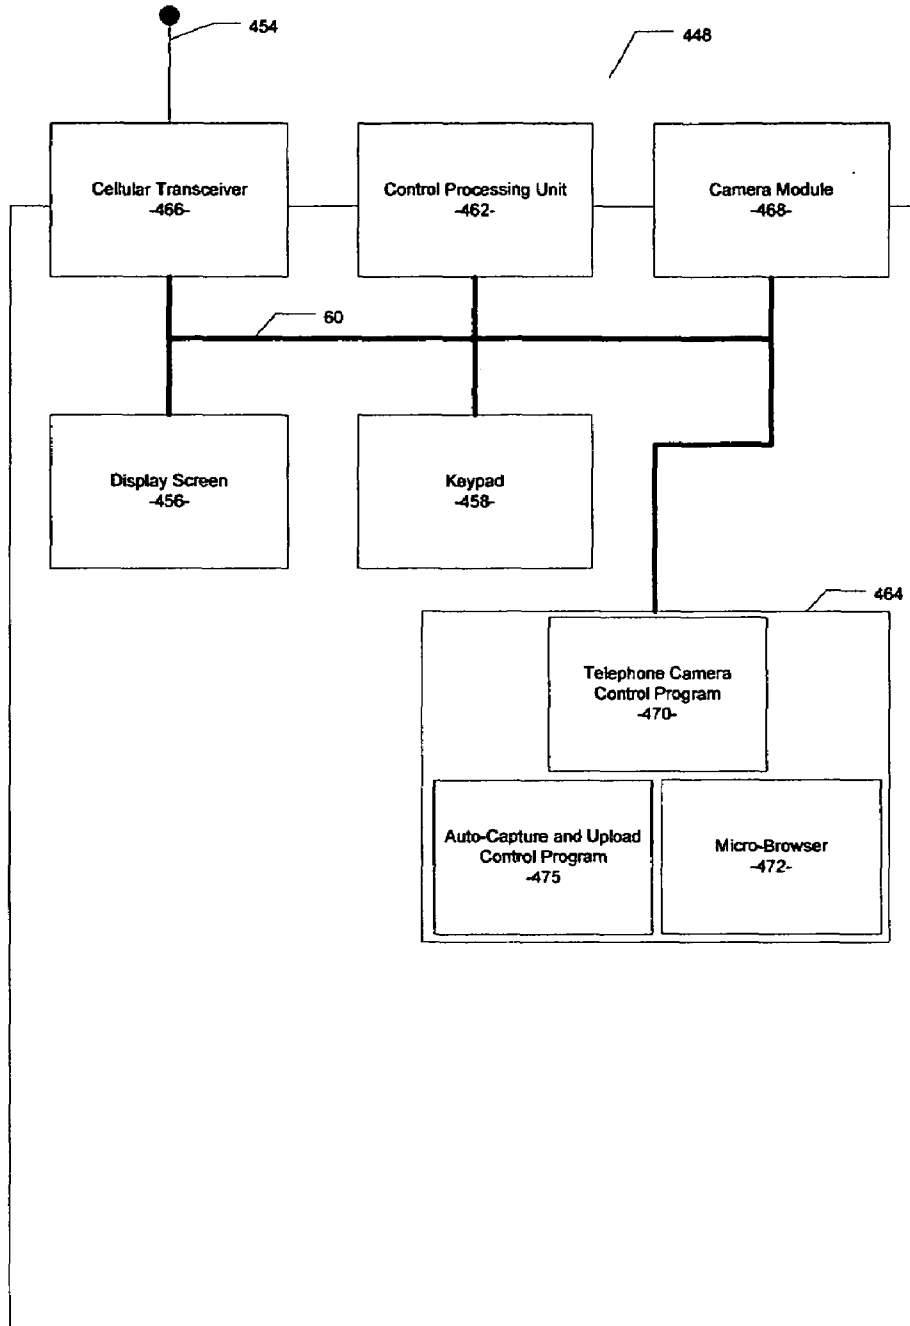 454
448
Cellular Transceiver
-466-
Control Processing Unit
-462-
Camera Module
-468-
60
Display Screen
-456-
Keypad
-458-
464
Telephone Camera
Control Program
-470-
Auto-Capture and Upload
Control Program
-475
Micro-Browser
-472-